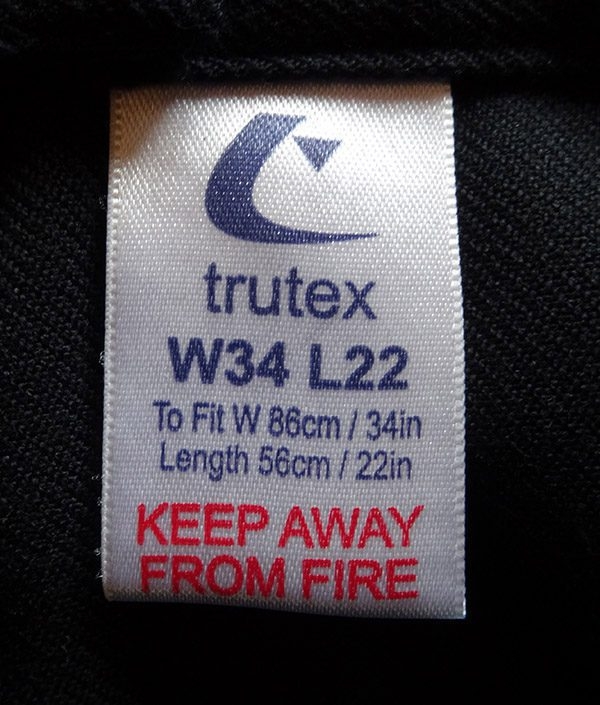 trutex
W34 L22
To Fit W 86cm / 34in
Length 56cm / 22in
KEEP AWAY
FROM FIRE